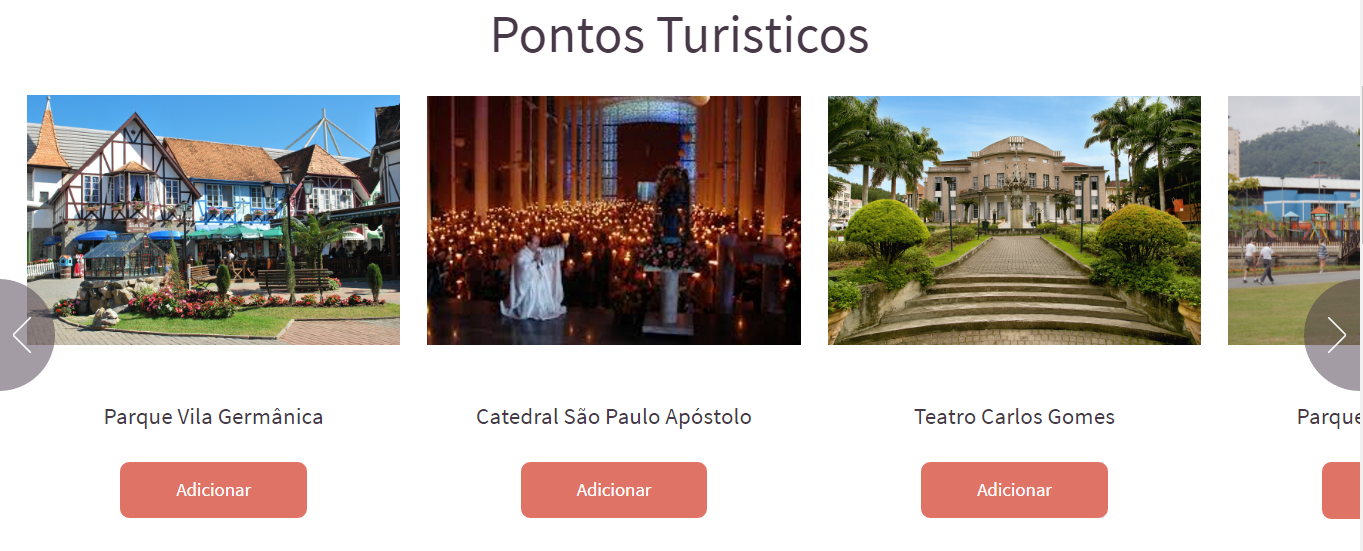 Pontos Turisticos
Parque Vila Germânica
Catedral São Paulo Apóstolo
Teatro Carlos Gomes
Parque
Adicionar
Adicionar
Adicionar